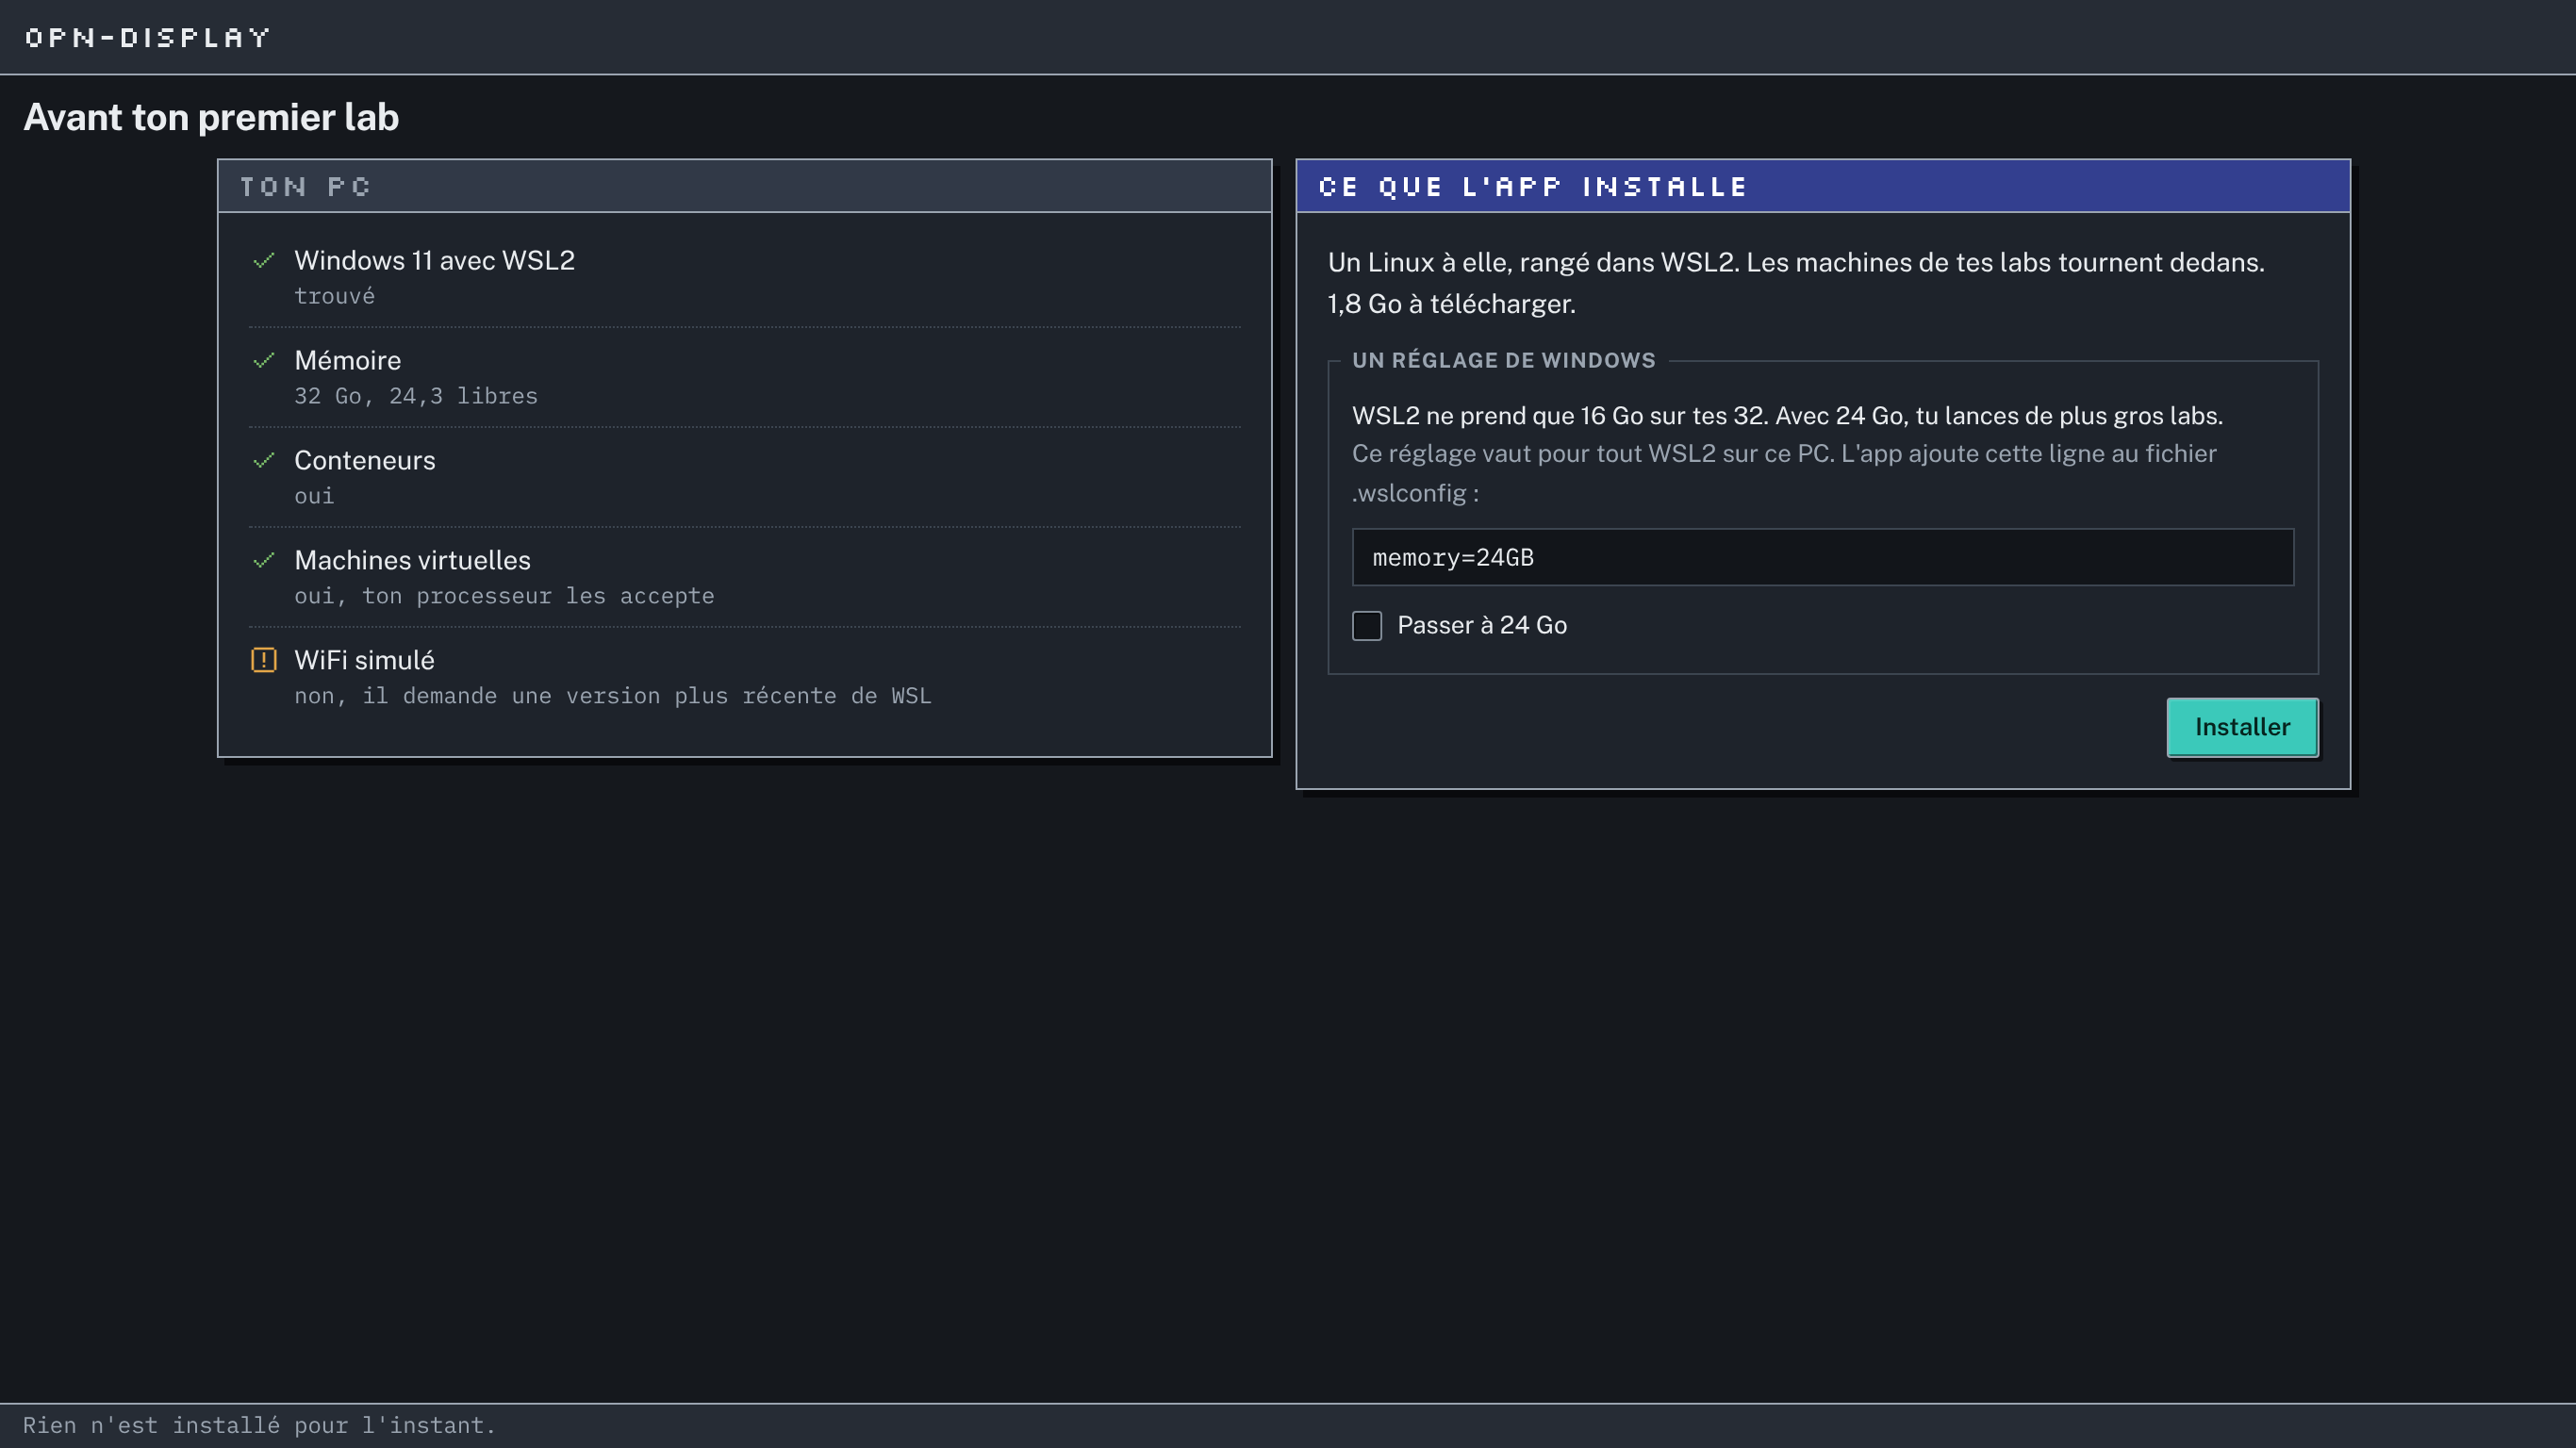 OPN-DISPLAY
Avant ton premier lab
TON PC
Windows 11 avec WSL2
trouvé
Mémoire
32 Go, 24,3 libres
Conteneurs
oui
Machines virtuelles
oui, ton processeur les accepte
WiFi simulé
non, il demande une version plus récente de WSL
CE QUE L'APP INSTALLE
Un Linux à elle, rangé dans WSL2. Les machines de tes labs tournent dedans.
1,8 Go à télécharger.
UN RÉGLAGE DE WINDOWS
WSL2 ne prend que 16 Go sur tes 32. Avec 24 Go, tu lances de plus gros labs.
Ce réglage vaut pour tout WSL2 sur ce PC. L'app ajoute cette ligne au fichier
.wslconfig :
memory=24GB
Passer à 24 Go
Installer
Rien n'est installé pour l'instant.